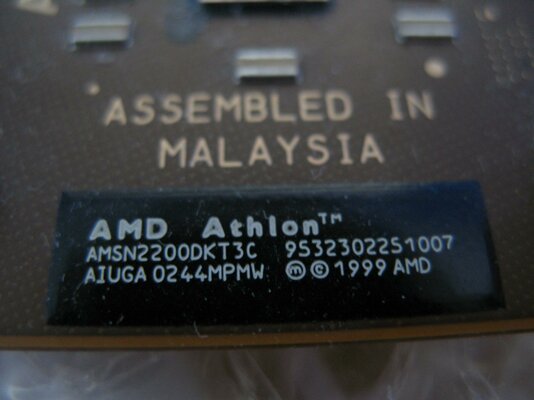 ASSEMBLED IN
MALAYSIA
AMD Athlon™
AMSN2200DKT3C 9532302251007
AIUGA 0244MPMW ⓜ © 1999 AMD